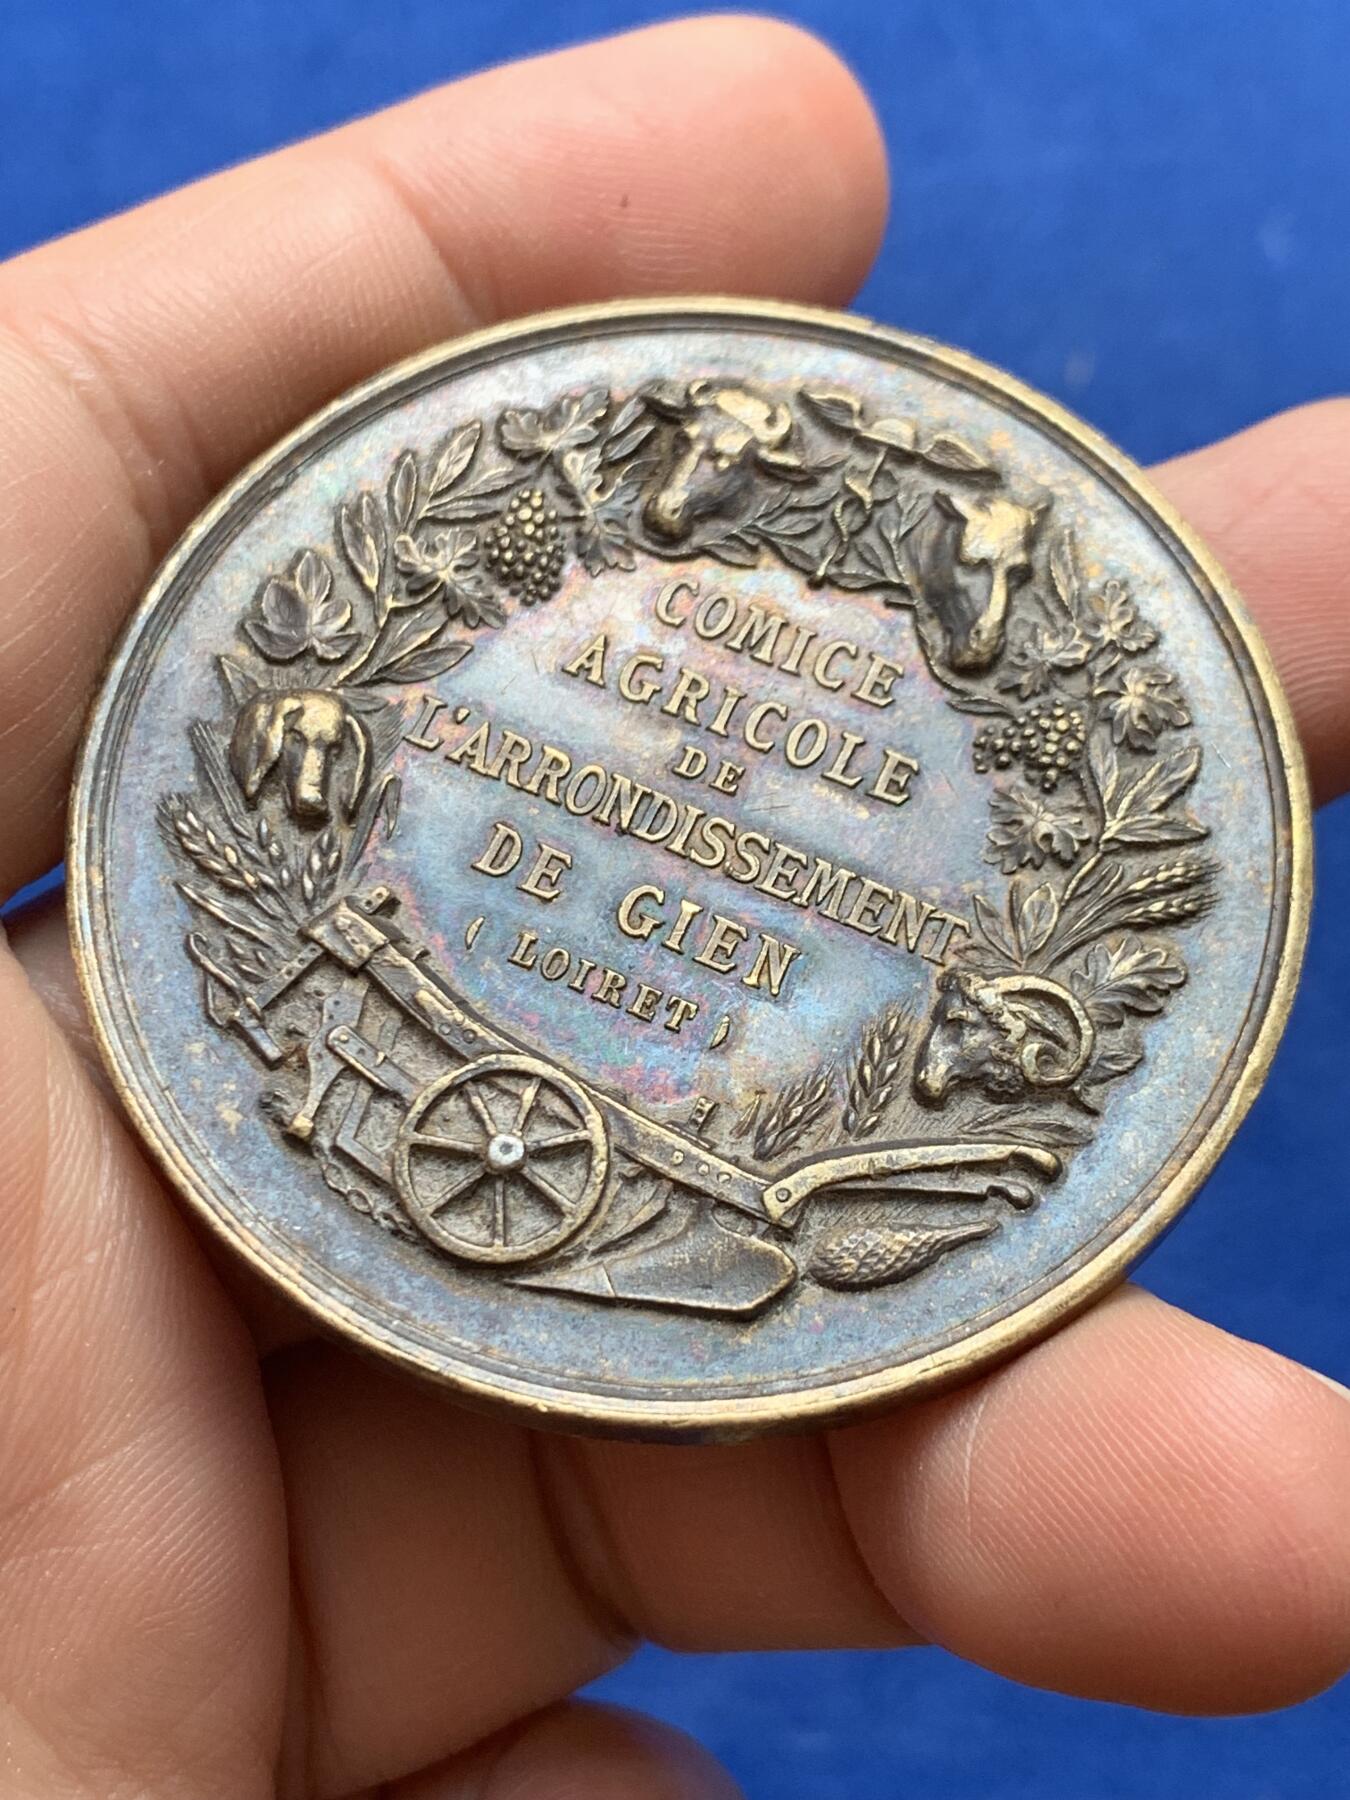 COMICE
AGRICOLE
DE
L'ARRONDISSEMENT
DE GIEN
( LOIRET )